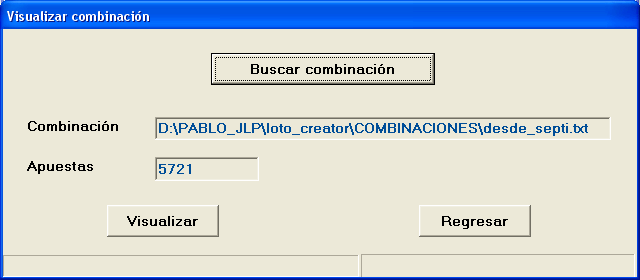 Visualizar combinación
Buscar combinación
Combinación D:\PABLO_JLP\loto_creator\COMBINACIONES\desde_septi.txt
Apuestas 5721
Visualizar Regresar